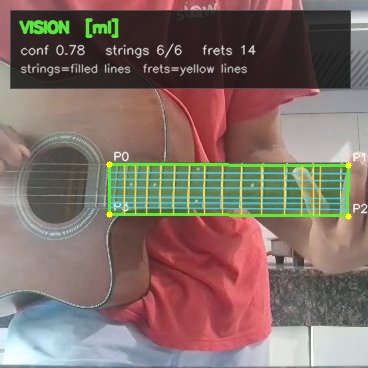 slow
VISION [ml]
conf 0.78 strings 6/6 frets 14
strings=filled lines frets=yellow lines
P0
P1
P3
P2